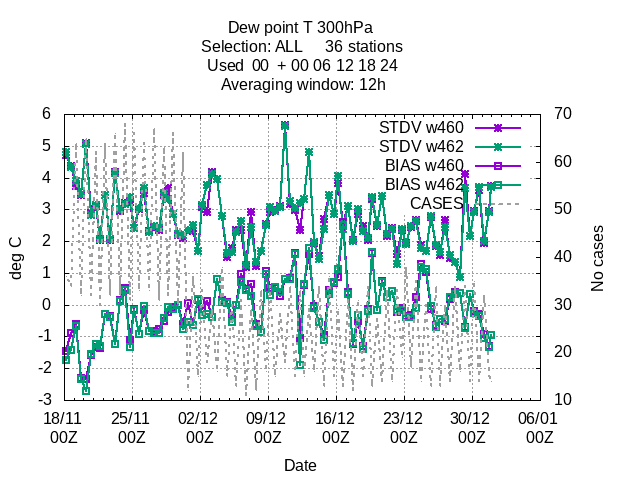 Dew point T 300hPa
Selection: ALL     36 stations
Used  00  + 00 06 12 18 24
Averaging window: 12h
STDV w460
STDV w462
BIAS w460
BIAS w462
CASES
6
5
4
3
2
1
0
-1
-2
-3
deg C
70
60
50
40
30
20
10
No cases
18/11 25/11 02/12 09/12 16/12 23/12 30/12 06/01
00Z 00Z 00Z 00Z 00Z 00Z 00Z 00Z
Date